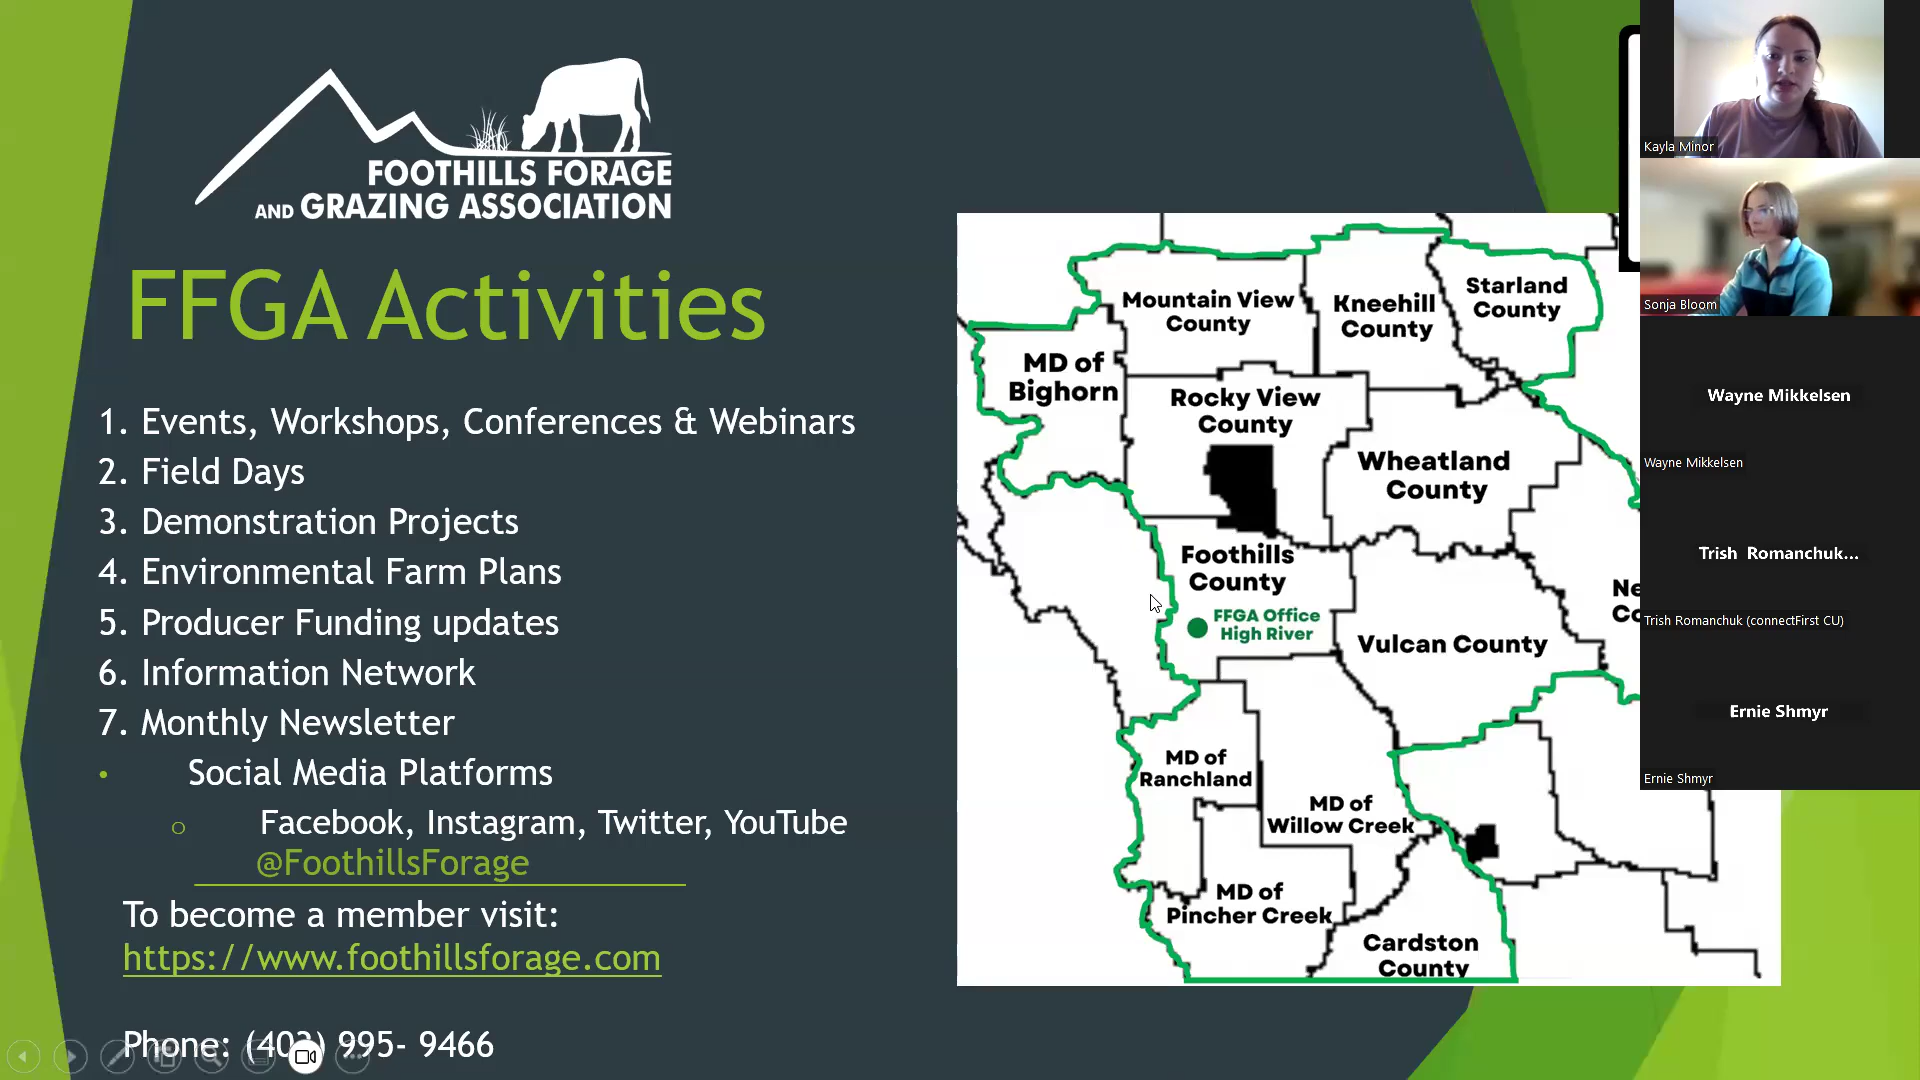 FOOTHILLS FORAGE
AND GRAZING ASSOCIATION
FFGA Activities
1. Events, Workshops, Conferences & Webinars
2. Field Days
3. Demonstration Projects
4. Environmental Farm Plans
5. Producer Funding updates
6. Information Network
7. Monthly Newsletter
• Social Media Platforms
o Facebook, Instagram, Twitter, YouTube
@FoothillsForage
To become a member visit:
https://www.foothillsforage.com
Phone: (403) 995- 9466
Mountain View
County
Kneehill
County
Starland
County
MD of
Bighorn
Rocky View
County
Wheatland
County
Foothills
County
FFGA Office
High River
Vulcan County
Ne
Co
MD of
Ranchland
MD of
Willow Creek
MD of
Pincher Creek
Cardston
County
Kayla Minor
Sonja Bloom
Wayne Mikkelsen
Wayne Mikkelsen
Trish Romanchuk...
Trish Romanchuk (connectFirst CU)
Ernie Shmyr
Ernie Shmyr